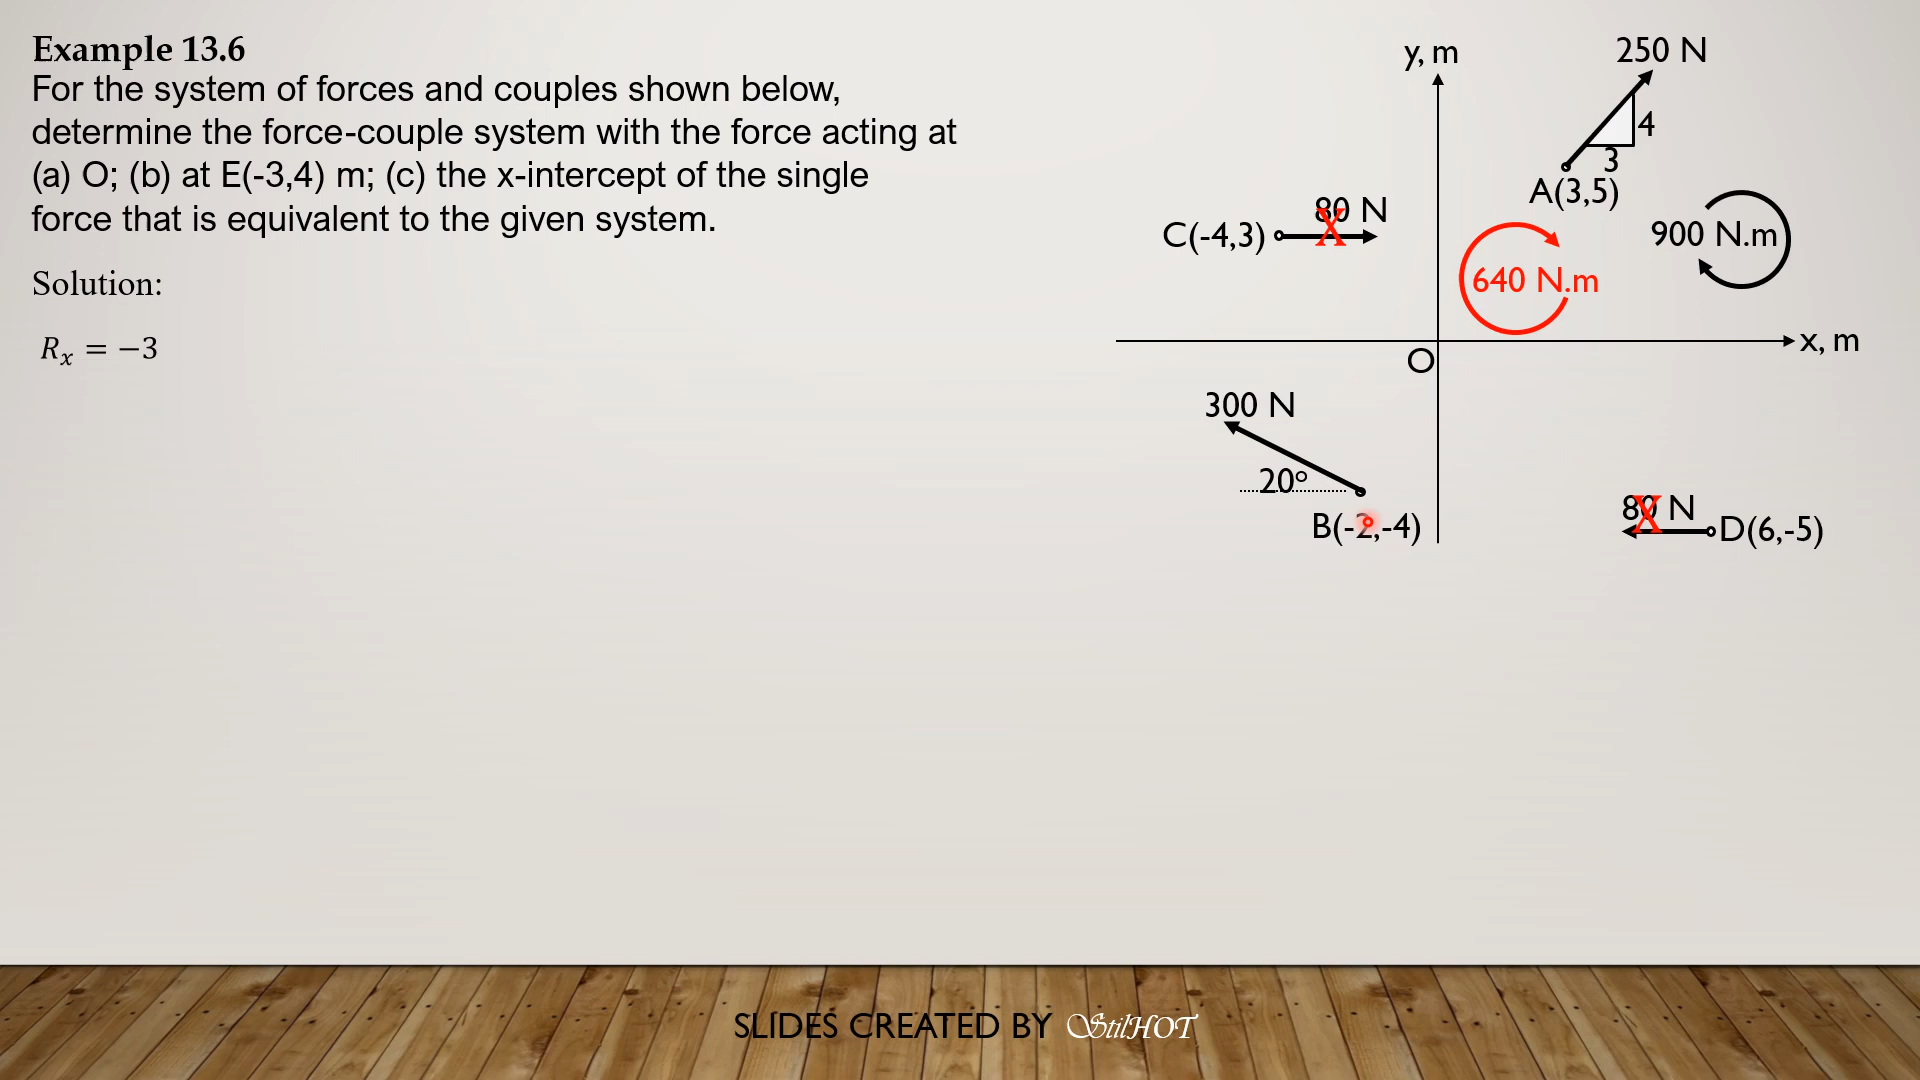 Example 13.6
For the system of forces and couples shown below,
determine the force-couple system with the force acting at
(a) O; (b) at E(-3,4) m; (c) the x-intercept of the single
force that is equivalent to the given system.
Solution:
Rₓ = −3
y, m
250 N
4
3
A(3,5)
80 N
X
C(-4,3)
900 N.m
640 N.m
x, m
O
300 N
20°
B(-2,-4)
80 N
X
D(6,-5)
SLIDES CREATED BY StilHOT